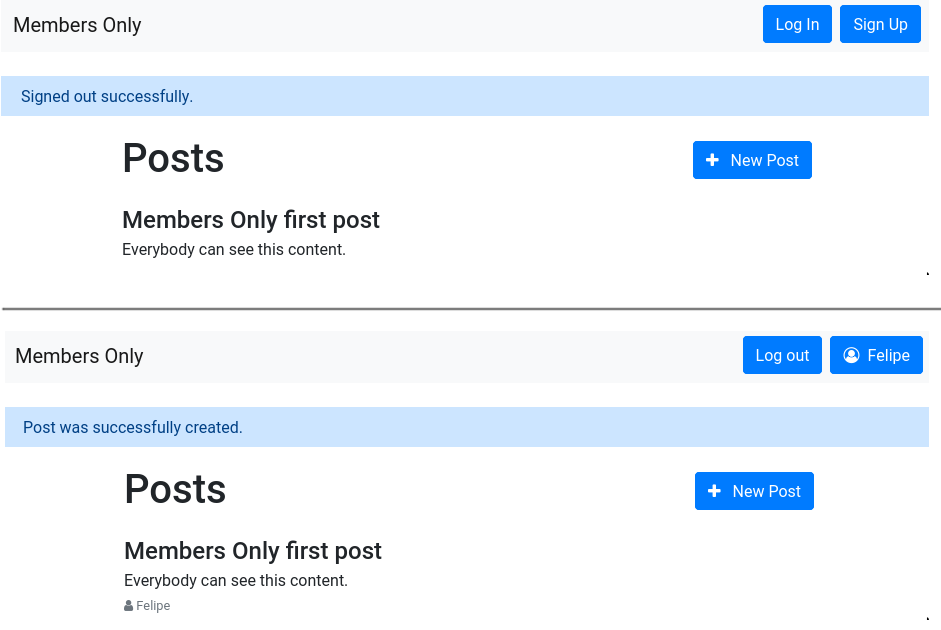 Members Only
Log In
Sign Up
Signed out successfully.
Posts
New Post
Members Only first post
Everybody can see this content.
Members Only
Log out
Felipe
Post was successfully created.
Posts
New Post
Members Only first post
Everybody can see this content.
Felipe